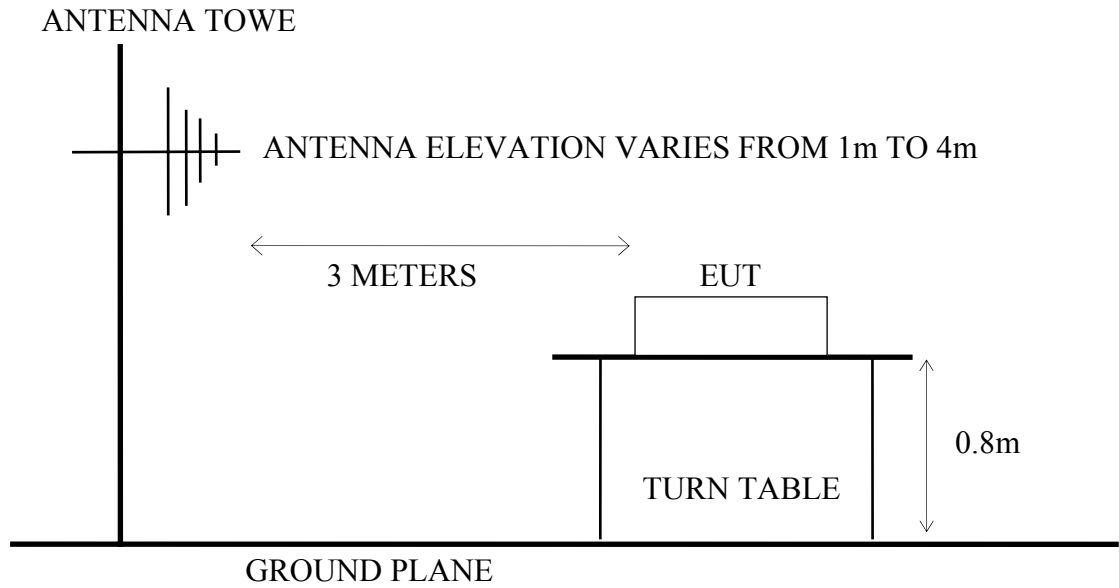 ANTENNA TOWE
ANTENNA ELEVATION VARIES FROM 1m TO 4m
3 METERS
EUT
0.8m
TURN TABLE
GROUND PLANE